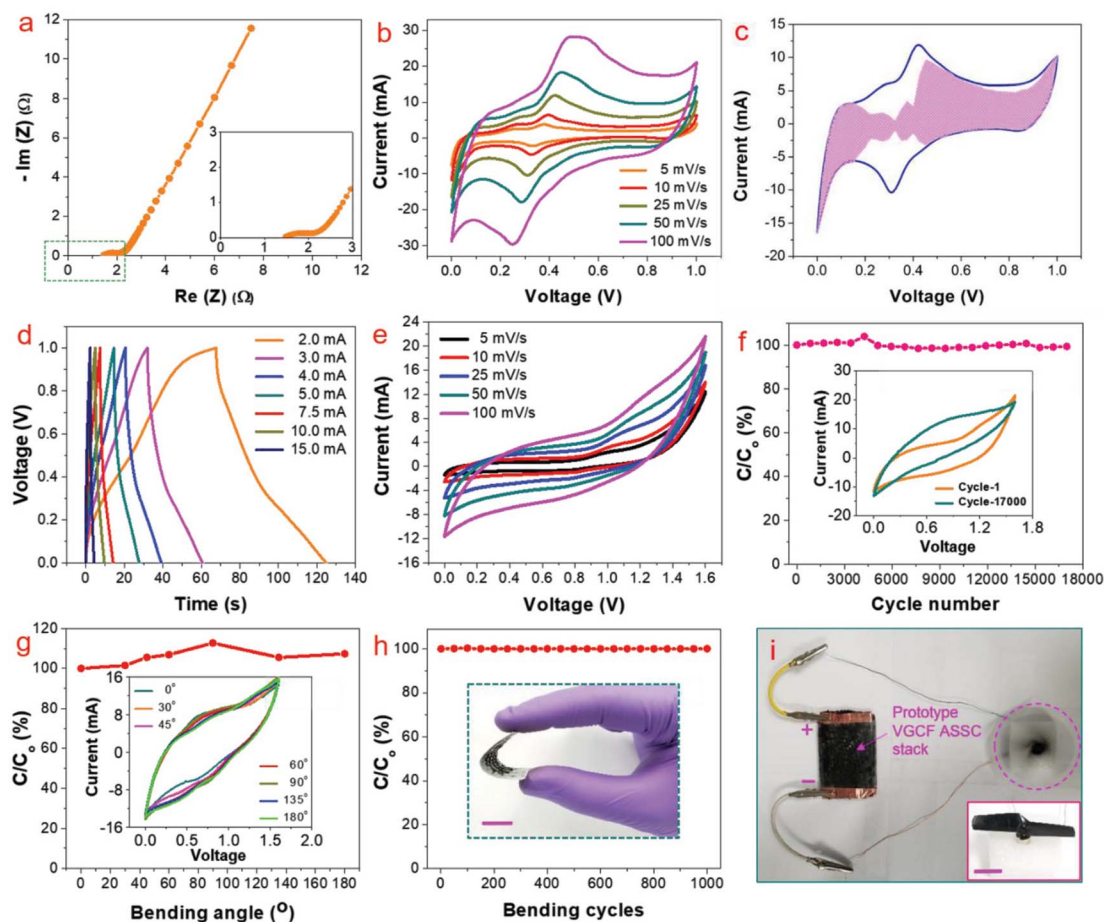 a
- Im (Z) (Ω)
12
10
8
6
4
2
0
0 2 4 6 8 10 12
Re (Z) (Ω)
3
2
1
0
0 1 2 3
b
Current (mA)
30
20
10
0
-10
-20
-30
0.0 0.2 0.4 0.6 0.8 1.0
Voltage (V)
5 mV/s
10 mV/s
25 mV/s
50 mV/s
100 mV/s
c
Current (mA)
15
10
5
0
-5
-10
-15
-20
0.0 0.2 0.4 0.6 0.8 1.0
Voltage (V)
d
Voltage (V)
1.0
0.8
0.6
0.4
0.2
0.0
0 20 40 60 80 100 120 140
Time (s)
2.0 mA
3.0 mA
4.0 mA
5.0 mA
7.5 mA
10.0 mA
15.0 mA
e
Current (mA)
24
20
16
12
8
4
0
-4
-8
-12
-16
0.0 0.2 0.4 0.6 0.8 1.0 1.2 1.4 1.6
Voltage (V)
5 mV/s
10 mV/s
25 mV/s
50 mV/s
100 mV/s
f
C/Co (%)
100
80
60
40
20
0
0 3000 6000 9000 12000 15000 18000
Cycle number
Current (mA)
30
20
10
0
-10
-20
0.0 0.6 1.2 1.8
Voltage
Cycle-1
Cycle-17000
g
C/Co (%)
120
100
80
60
40
20
0
0 20 40 60 80 100 120 140 160 180
Bending angle (O)
Current (mA)
16
8
0
-8
-16
0.0 0.5 1.0 1.5 2.0
Voltage
0°
30°
45°
60°
90°
135°
180°
h
C/Co (%)
100
80
60
40
20
0
0 200 400 600 800 1000
Bending cycles
i
Prototype
VGCF ASSC
stack
+
−